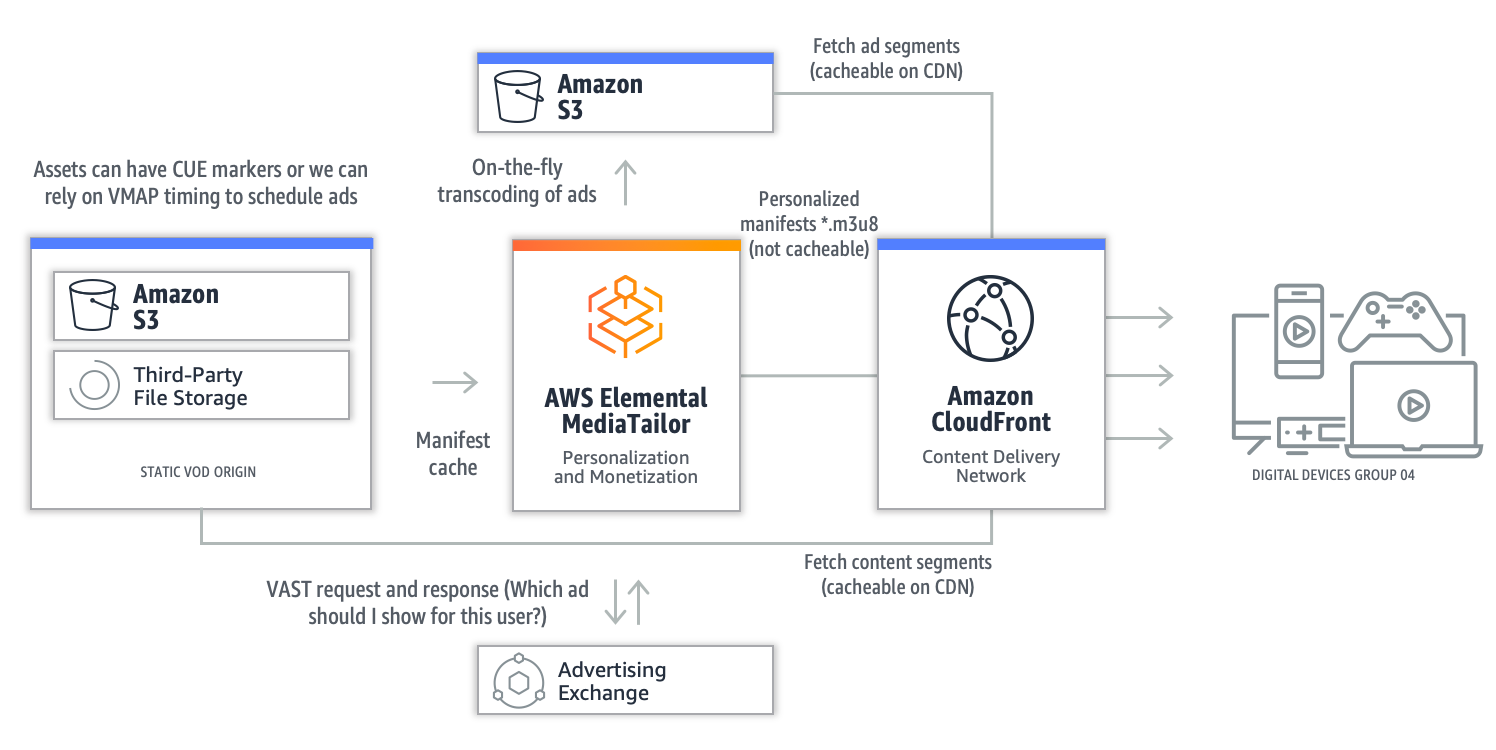 Fetch ad segments
(cacheable on CDN)
Amazon
S3
Assets can have CUE markers or we can
rely on VMAP timing to schedule ads
On-the-fly
transcoding of ads
Personalized
manifests *.m3u8
(not cacheable)
Amazon
S3
Third-Party
File Storage
STATIC VOD ORIGIN
Manifest
cache
AWS Elemental
MediaTailor
Personalization
and Monetization
Amazon
CloudFront
Content Delivery
Network
DIGITAL DEVICES GROUP 04
Fetch content segments
(cacheable on CDN)
VAST request and response (Which ad
should I show for this user?)
Advertising
Exchange